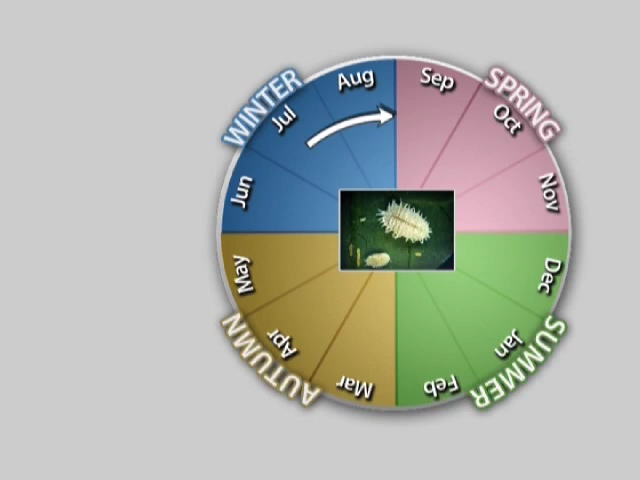 WINTER
Jun
Jul
Aug
SPRING
Sep
Oct
Nov
SUMMER
Dec
Jan
Feb
AUTUMN
Mar
Apr
May